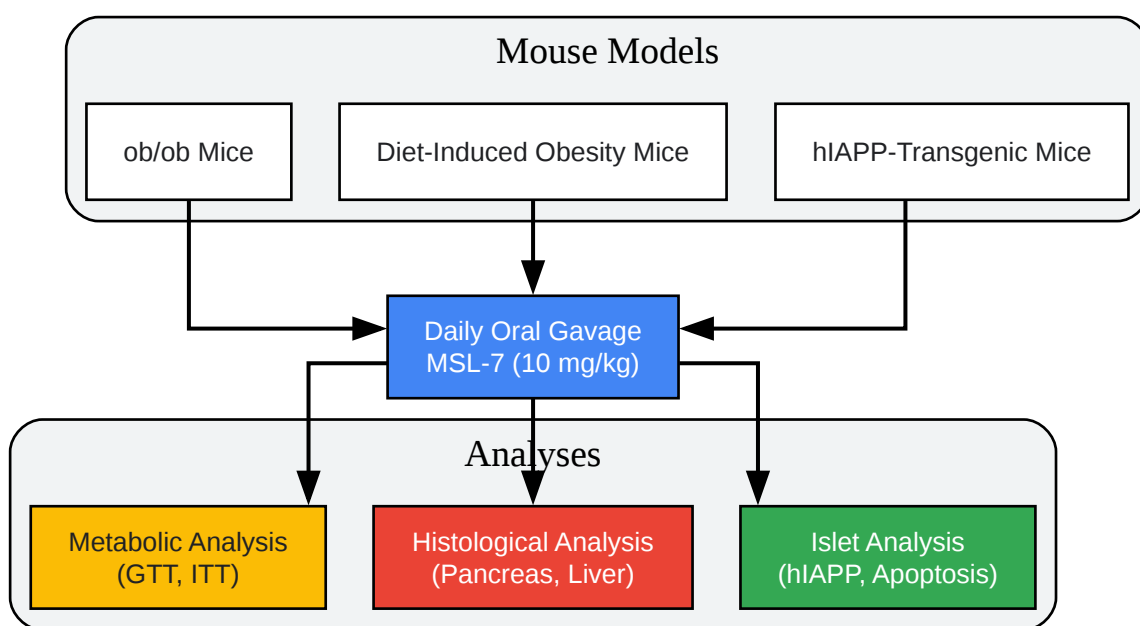 Mouse Models
ob/ob Mice
Diet-Induced Obesity Mice
hIAPP-Transgenic Mice
Daily Oral Gavage
MSL-7 (10 mg/kg)
Analyses
Metabolic Analysis
(GTT, ITT)
Histological Analysis
(Pancreas, Liver)
Islet Analysis
(hIAPP, Apoptosis)